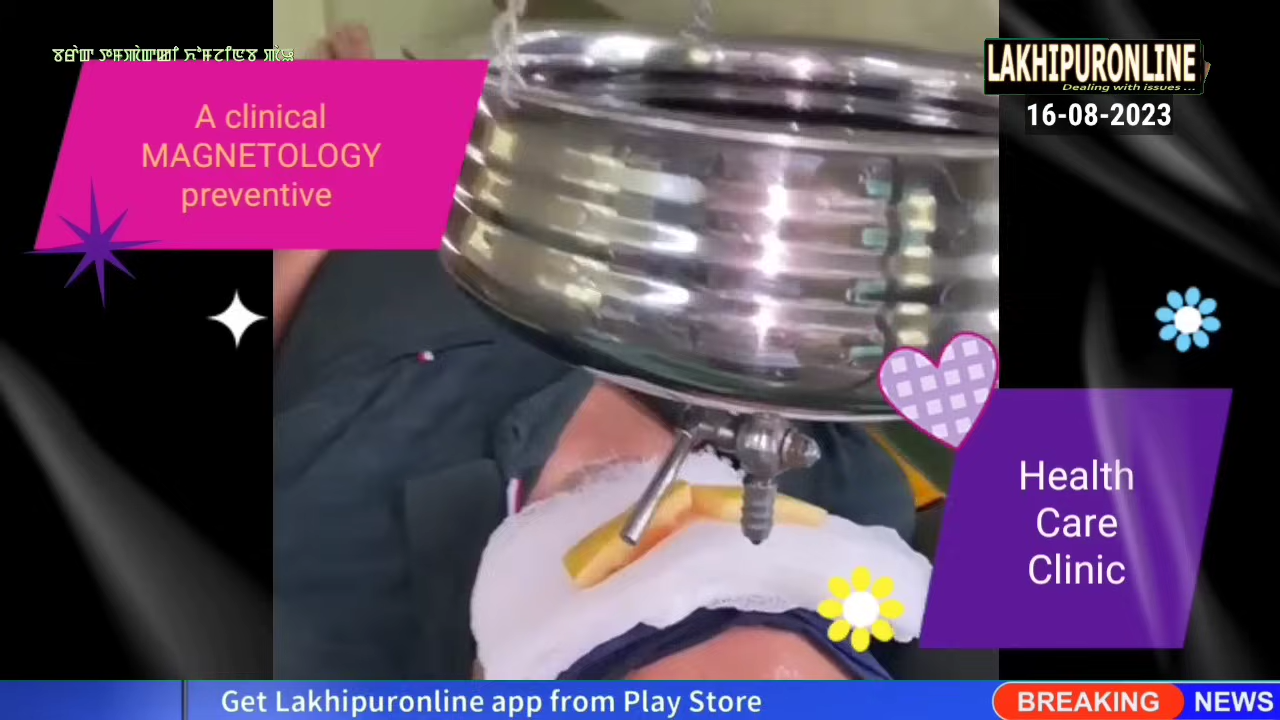 A clinical
MAGNETOLOGY
preventive
LAKHIPURONLINE
Dealing with issues ...
16-08-2023
Health
Care
Clinic
Get Lakhipuronline app from Play Store
BREAKING NEWS